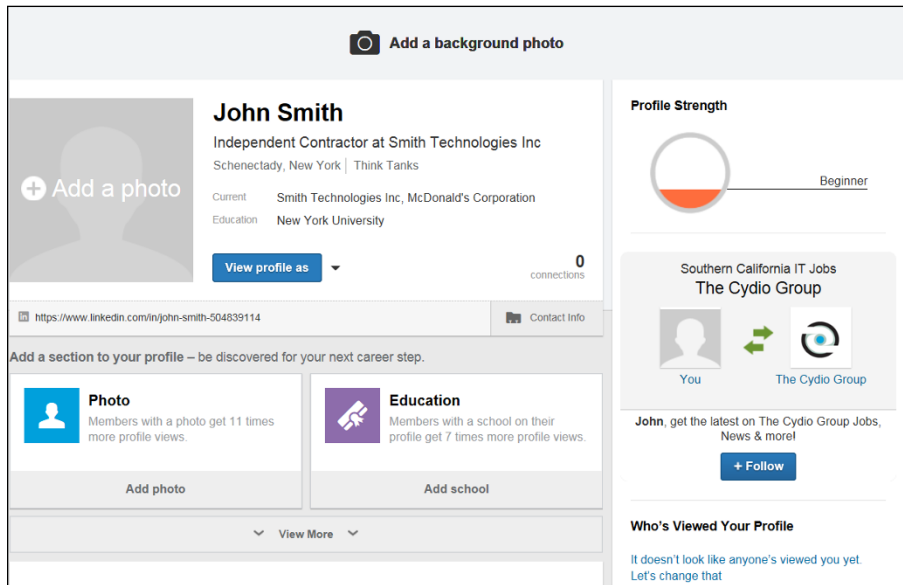 Add a background photo
Add a photo
John Smith
Independent Contractor at Smith Technologies Inc
Schenectady, New York | Think Tanks
Current Smith Technologies Inc, McDonald's Corporation
Education New York University
View profile as
0
connections
in https://www.linkedin.com/in/john-smith-504839114
Contact Info
Add a section to your profile – be discovered for your next career step.
Photo
Members with a photo get 11 times
more profile views.
Add photo
Education
Members with a school on their
profile get 7 times more profile views.
Add school
View More
Profile Strength
Beginner
Southern California IT Jobs
The Cydio Group
You
The Cydio Group
John, get the latest on The Cydio Group Jobs,
News & more!
+ Follow
Who's Viewed Your Profile
It doesn't look like anyone's viewed you yet.
Let's change that